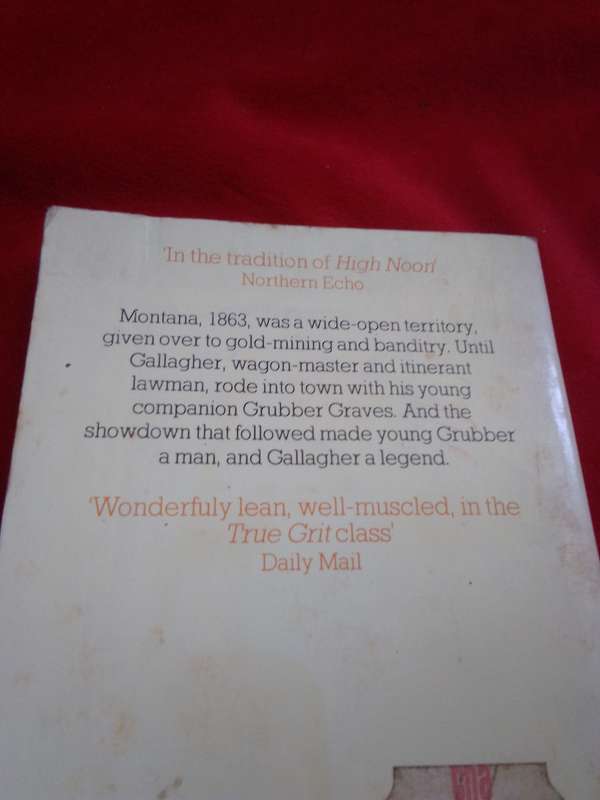 'In the tradition of High Noon'
Northern Echo
Montana, 1863, was a wide-open territory,
given over to gold-mining and banditry. Until
Gallagher, wagon-master and itinerant
lawman, rode into town with his young
companion Grubber Graves. And the
showdown that followed made young Grubber
a man, and Gallagher a legend.
'Wonderfuly lean, well-muscled, in the
True Grit class'
Daily Mail